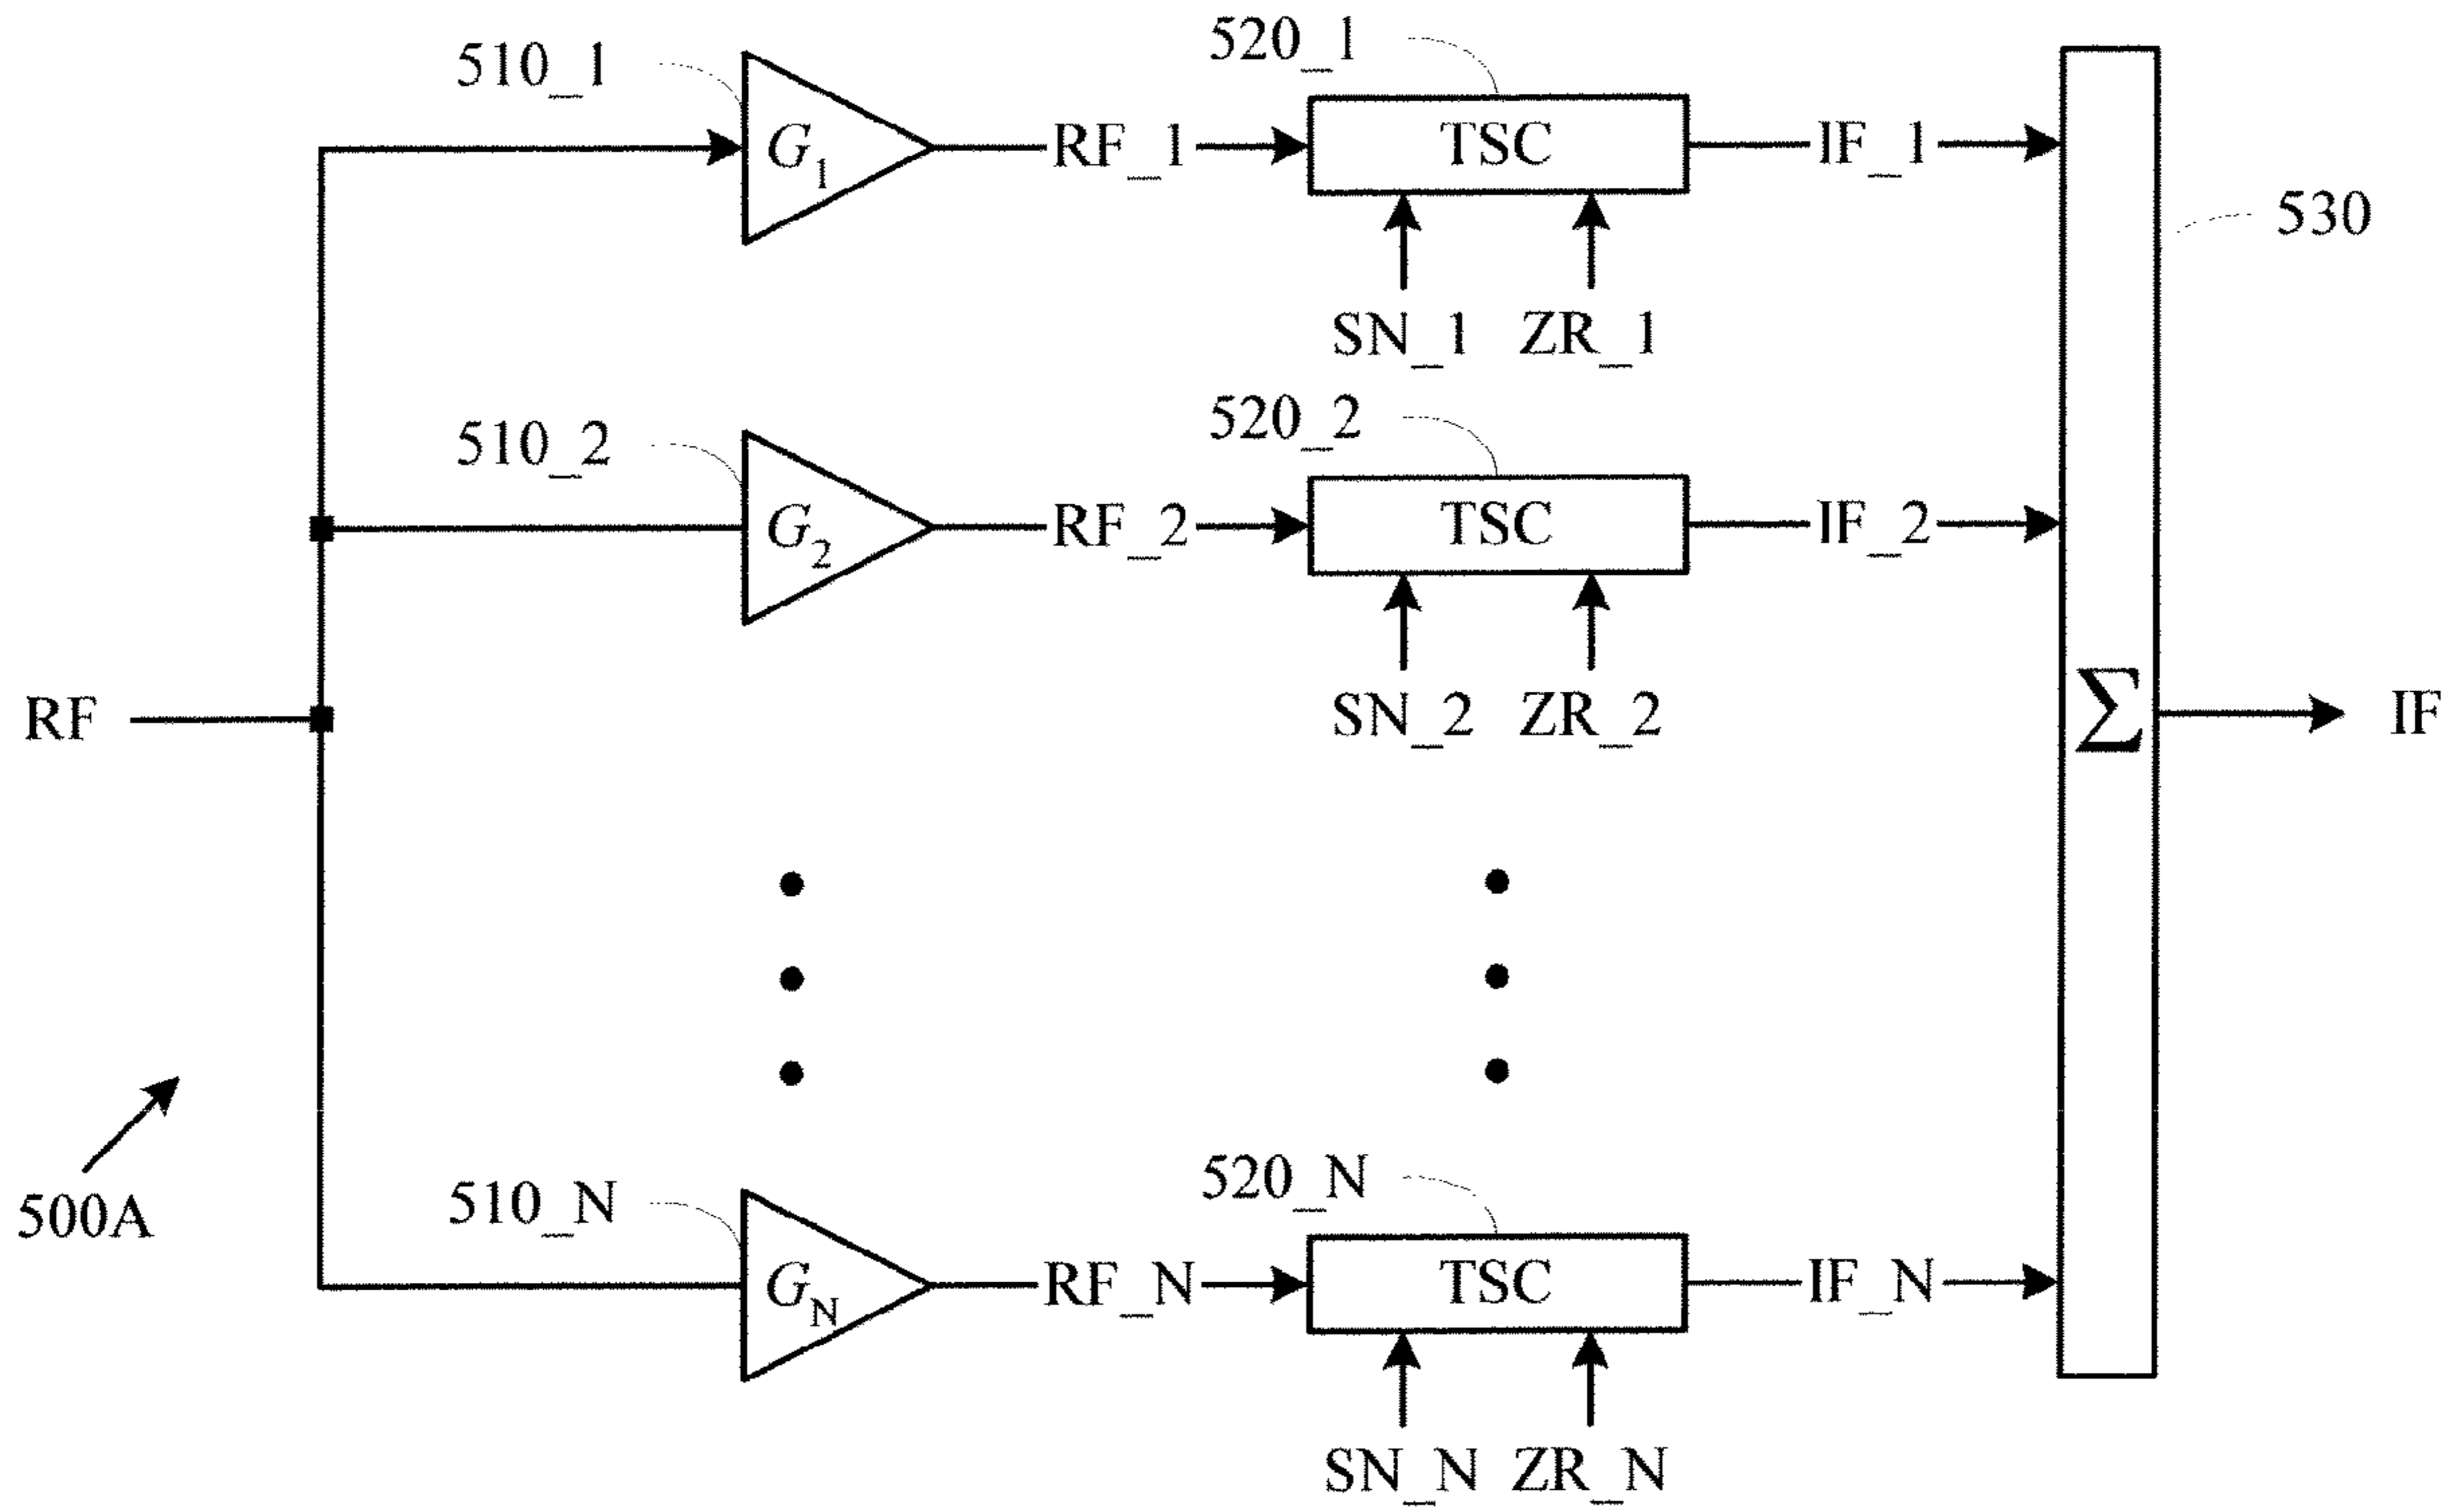 510_1
520_1
G1
RF_1
TSC
IF_1
530
SN_1 ZR_1
510_2
520_2
G2
RF_2
TSC
IF_2
SN_2 ZR_2
RF
Σ
IF
500A
510_N
520_N
GN
RF_N
TSC
IF_N
SN_N ZR_N